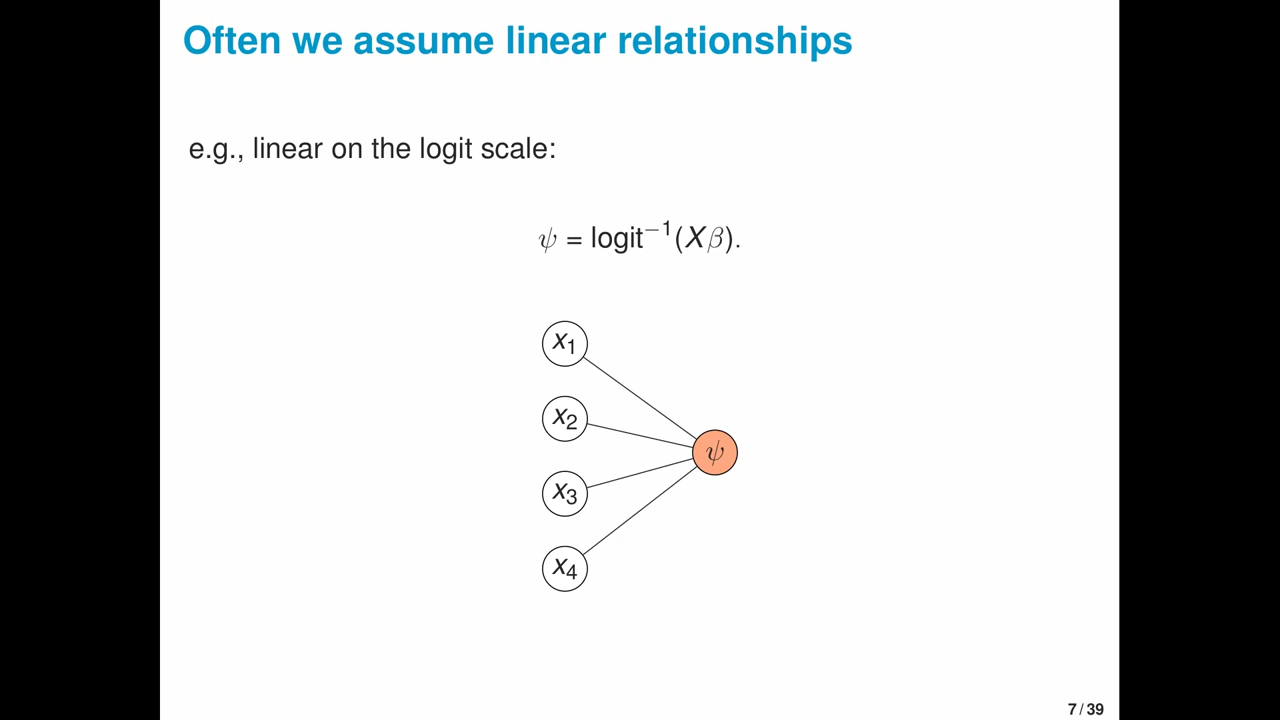 Often we assume linear relationships
e.g., linear on the logit scale:
ψ = logit⁻¹(Xβ).
x₁
x₂
ψ
x₃
x₄
7 / 39